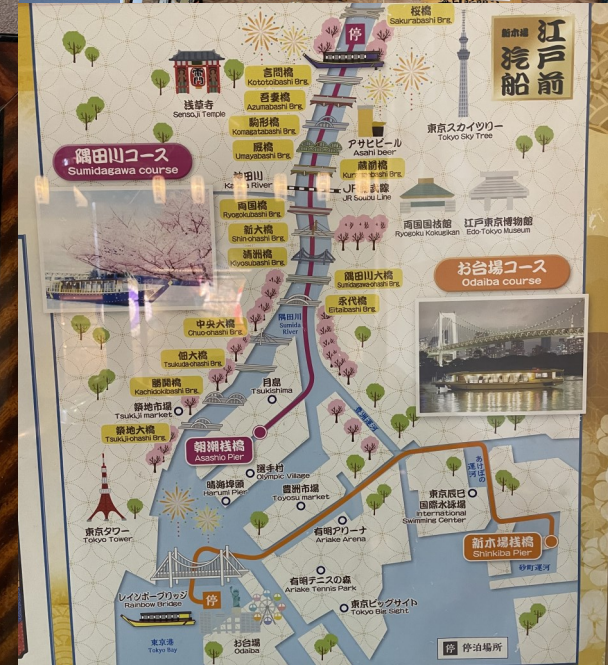 桜橋
Sakurabashi Brg.
停
新木場
江戸前
汽船
言問橋
Kototoibashi Brg.
吾妻橋
Azumabashi Brg.
駒形橋
Komagatabashi Brg.
厩橋
Umayabashi Brg.
浅草寺
Sensoji Temple
アサヒビール
Asahi beer
東京スカイツリー
Tokyo Sky Tree
隅田川コース
Sumidagawa course
蔵前橋
神田川
JR Soubu Line
両国橋
Ryogokubashi Brg.
新大橋
Shin-ohashi Brg.
清洲橋
Kiyosubashi Brg.
両国国技館
Ryogoku Kokugikan
江戸東京博物館
Edo-Tokyo Museum
お台場コース
Odaiba course
隅田川大橋
Sumidagawa-ohashi Brg.
永代橋
Eitaibashi Brg.
隅田川
Sumida River
中央大橋
Chuo-ohashi Brg.
佃大橋
Tsukuda-ohashi Brg.
勝鬨橋
Kachidokibashi Brg.
築地市場
Tsukiji market
築地大橋
Tsukiji-ohashi Brg.
月島
Tsukishima
朝潮桟橋
Asashio Pier
選手村
Olympic Village
晴海埠頭
Harumi Pier
豊洲市場
Toyosu market
有明アリーナ
Ariake Arena
あけぼの
運河
東京辰巳
国際水泳場
International
Swimming Center
新木場桟橋
Shinkiba Pier
砂町運河
東京タワー
Tokyo Tower
有明テニスの森
Ariake Tennis Park
東京ビッグサイト
Tokyo Big Sight
レインボーブリッジ
Rainbow Bridge
停
東京港
Tokyo Bay
お台場
Odaiba
停 停泊場所